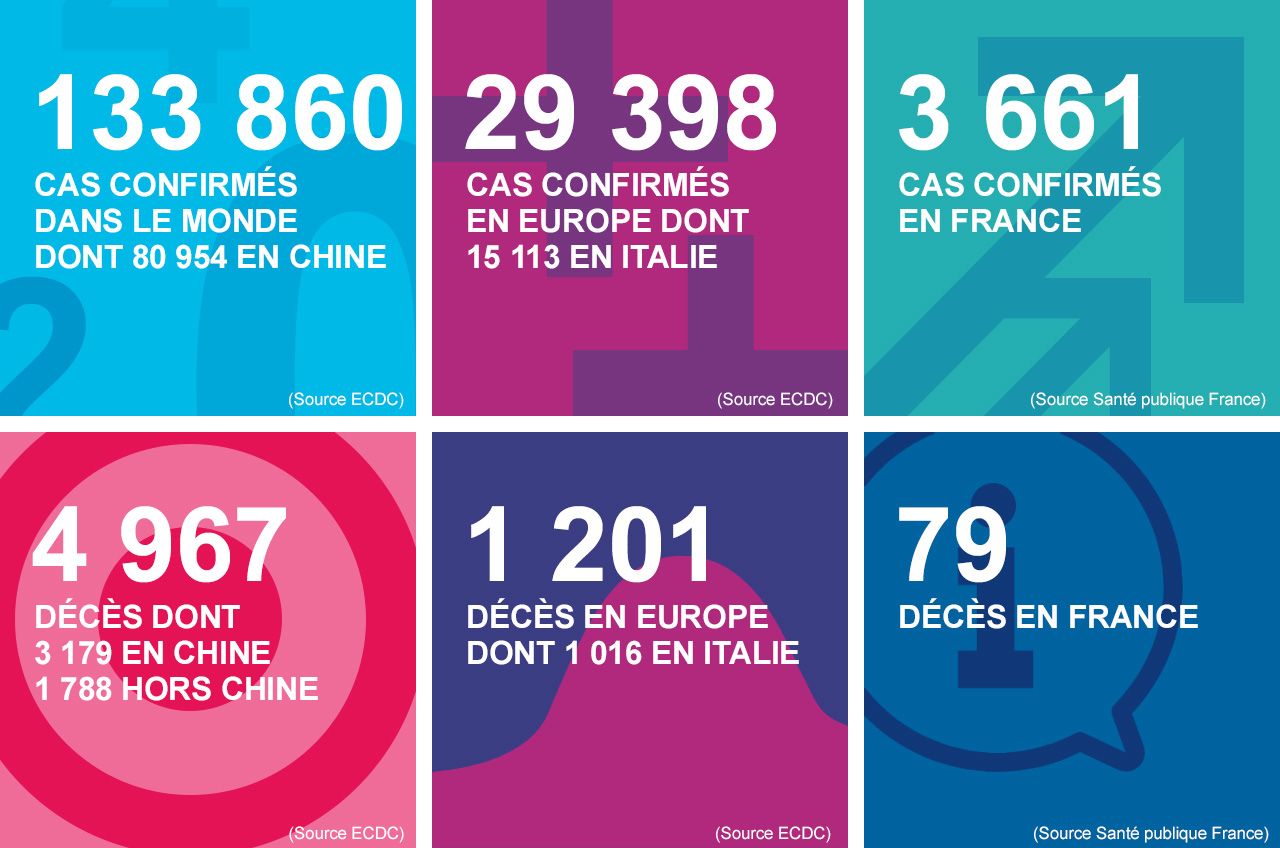 133 860
CAS CONFIRMÉS
DANS LE MONDE
DONT 80 954 EN CHINE
(Source ECDC)
29 398
CAS CONFIRMÉS
EN EUROPE DONT
15 113 EN ITALIE
(Source ECDC)
3 661
CAS CONFIRMÉS
EN FRANCE
(Source Santé publique France)
4 967
DÉCÈS DONT
3 179 EN CHINE
1 788 HORS CHINE
(Source ECDC)
1 201
DÉCÈS EN EUROPE
DONT 1 016 EN ITALIE
(Source ECDC)
79
DÉCÈS EN FRANCE
(Source Santé publique France)